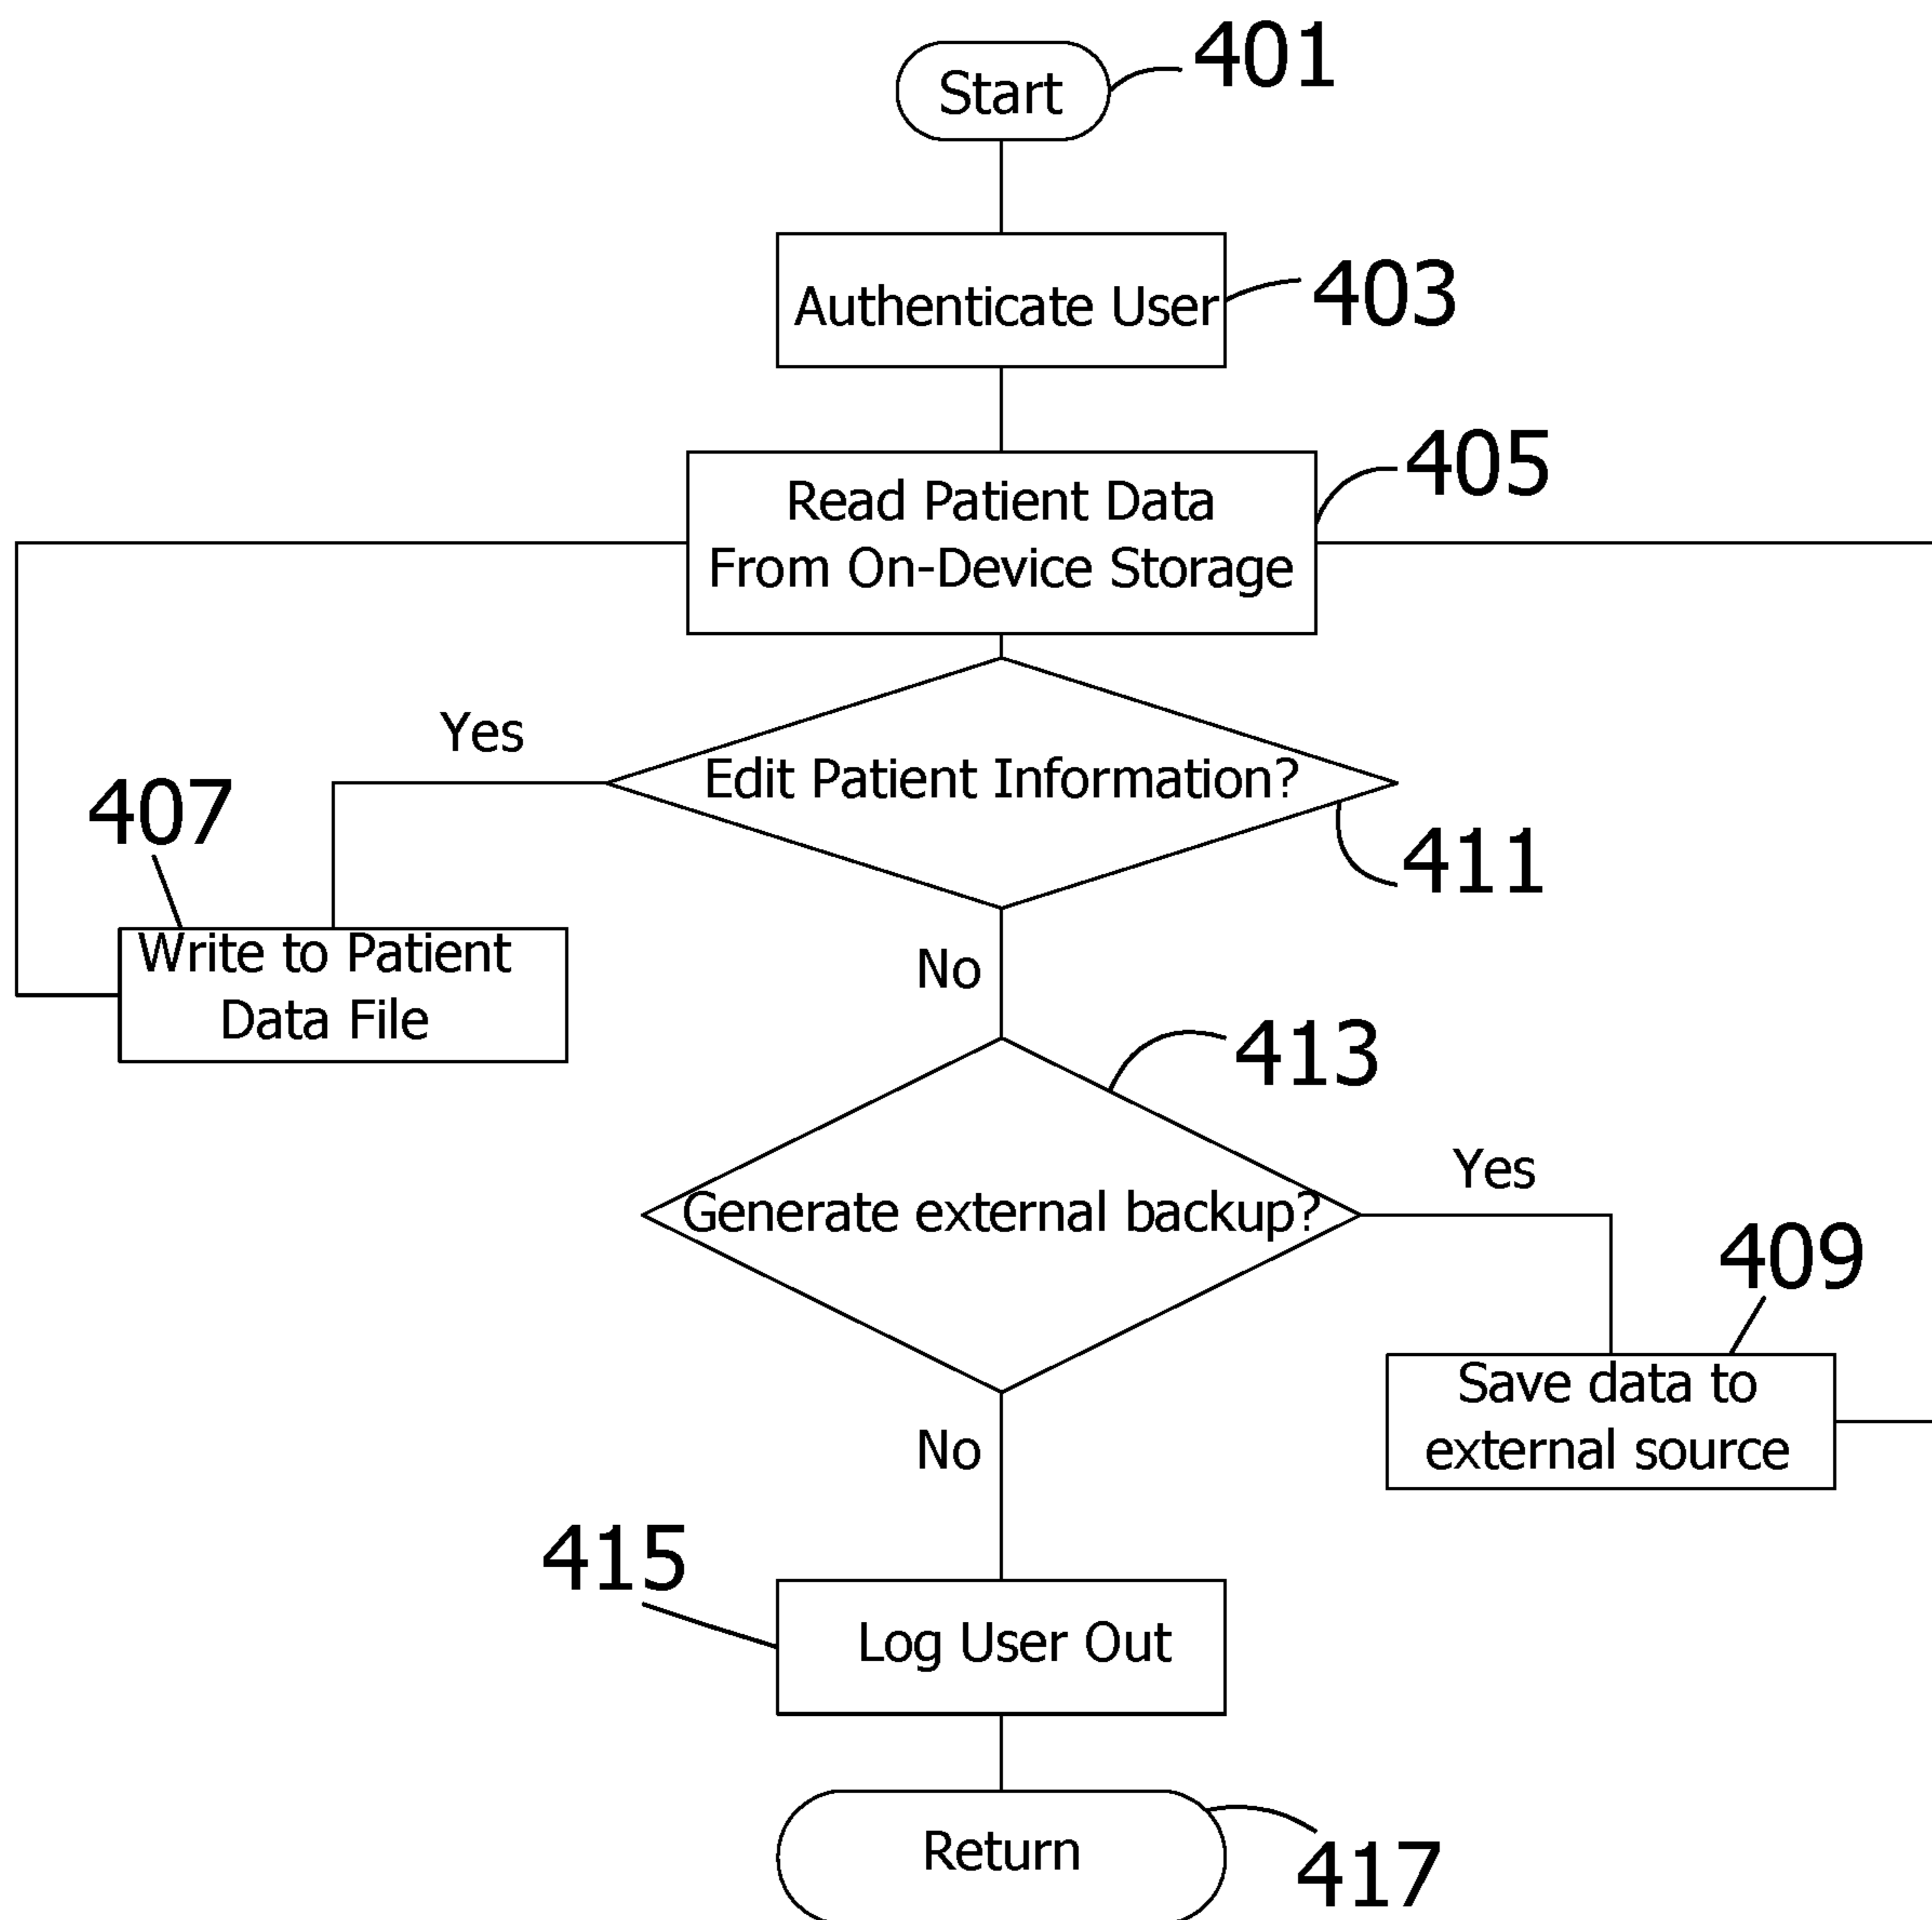 Start
401
Authenticate User
403
Read Patient Data
From On-Device Storage
405
Yes
Edit Patient Information?
407
411
Write to Patient
Data File
No
413
Generate external backup?
Yes
409
Save data to
external source
No
415
Log User Out
Return
417